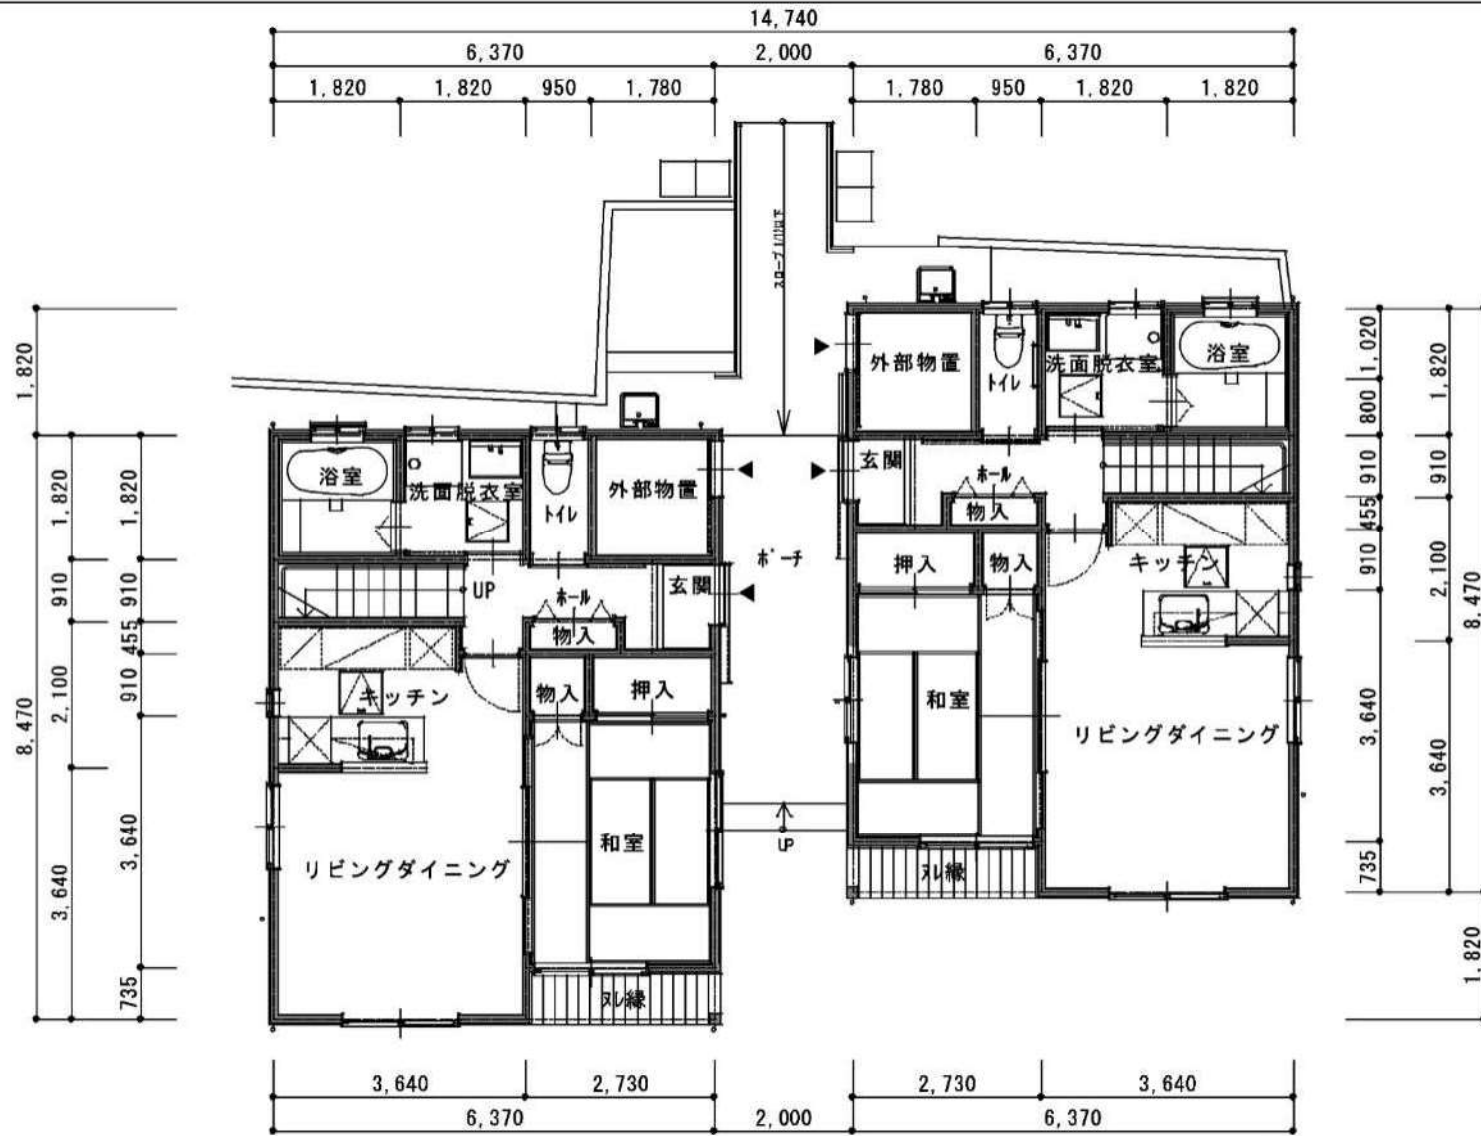 14,740
6,370
2,000
6,370
1,820
1,820
950
1,780
1,780
950
1,820
1,820
スロープ1/12以下
外部物置
トイレ
洗面脱衣室
浴室
浴室
洗面脱衣室
トイレ
外部物置
玄関
ホール
物入
UP
ホール
玄関
物入
ポーチ
押入
物入
キッチン
キッチン
物入
押入
和室
リビングダイニング
和室
リビングダイニング
UP
ヌレ縁
ヌレ縁
1,820
8,470
1,820
910
2,100
3,640
1,820
910
455
910
3,640
735
1,020
800
910
455
910
3,640
735
1,820
910
2,100
3,640
8,470
1,820
3,640
2,730
2,730
3,640
6,370
2,000
6,370